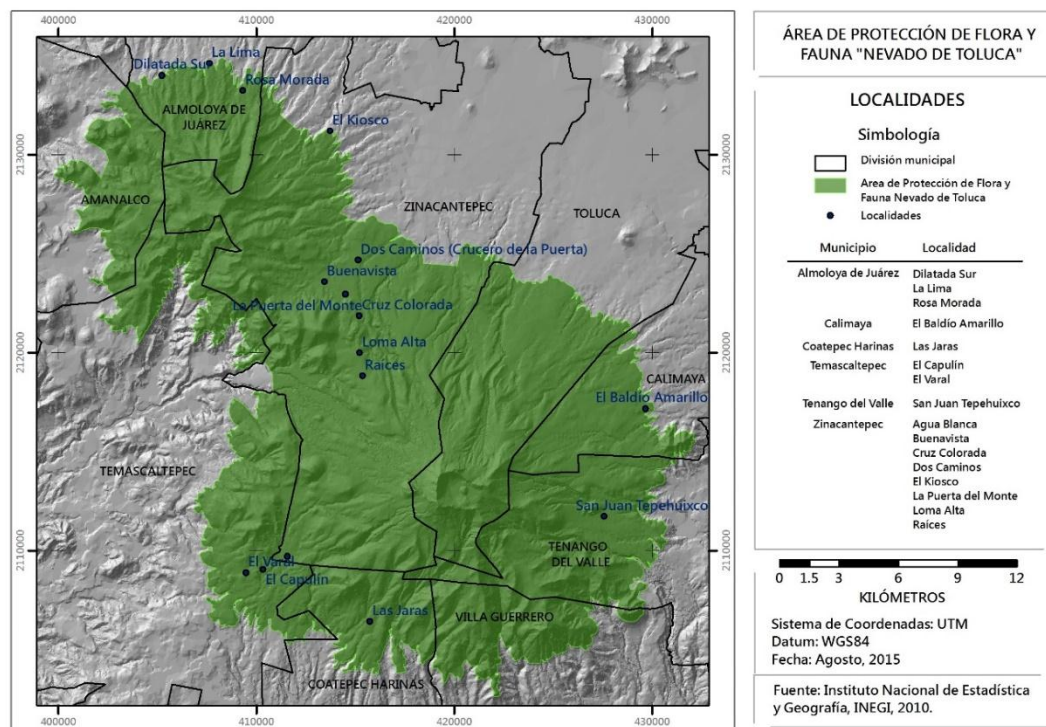 400000 410000 420000 430000
La Lima
Dilatada Sur
Rosa Morada
ALMOLOYA DE
JUÁREZ
El Kiosco
2130000 2130000
AMANALCO
ZINACANTEPEC
TOLUCA
Dos Caminos (Crucero de la Puerta)
Buenavista
La Puerta del Monte
Cruz Colorada
Loma Alta
2120000 2120000
Raíces
CALIMAYA
El Baldío Amarillo
TEMASCALTEPEC
San Juan Tepehuixco
2110000 2110000
TENANGO
DEL VALLE
El Varal
El Capulín
Las Jaras
VILLA GUERRERO
COATEPEC HARINAS
400000 410000 420000 430000
ÁREA DE PROTECCIÓN DE FLORA Y
FAUNA "NEVADO DE TOLUCA"
LOCALIDADES
Simbología
División municipal
Area de Protección de Flora y
Fauna Nevado de Toluca
Localidades
Municipio Localidad
Almoloya de Juárez Dilatada Sur
La Lima
Rosa Morada
Calimaya El Baldío Amarillo
Coatepec Harinas Las Jaras
Temascaltepec El Capulín
El Varal
Tenango del Valle San Juan Tepehuixco
Zinacantepec Agua Blanca
Buenavista
Cruz Colorada
Dos Caminos
El Kiosco
La Puerta del Monte
Loma Alta
Raíces
0 1.5 3 6 9 12
KILÓMETROS
Sistema de Coordenadas: UTM
Datum: WGS84
Fecha: Agosto, 2015
Fuente: Instituto Nacional de Estadística
y Geografía, INEGI, 2010.